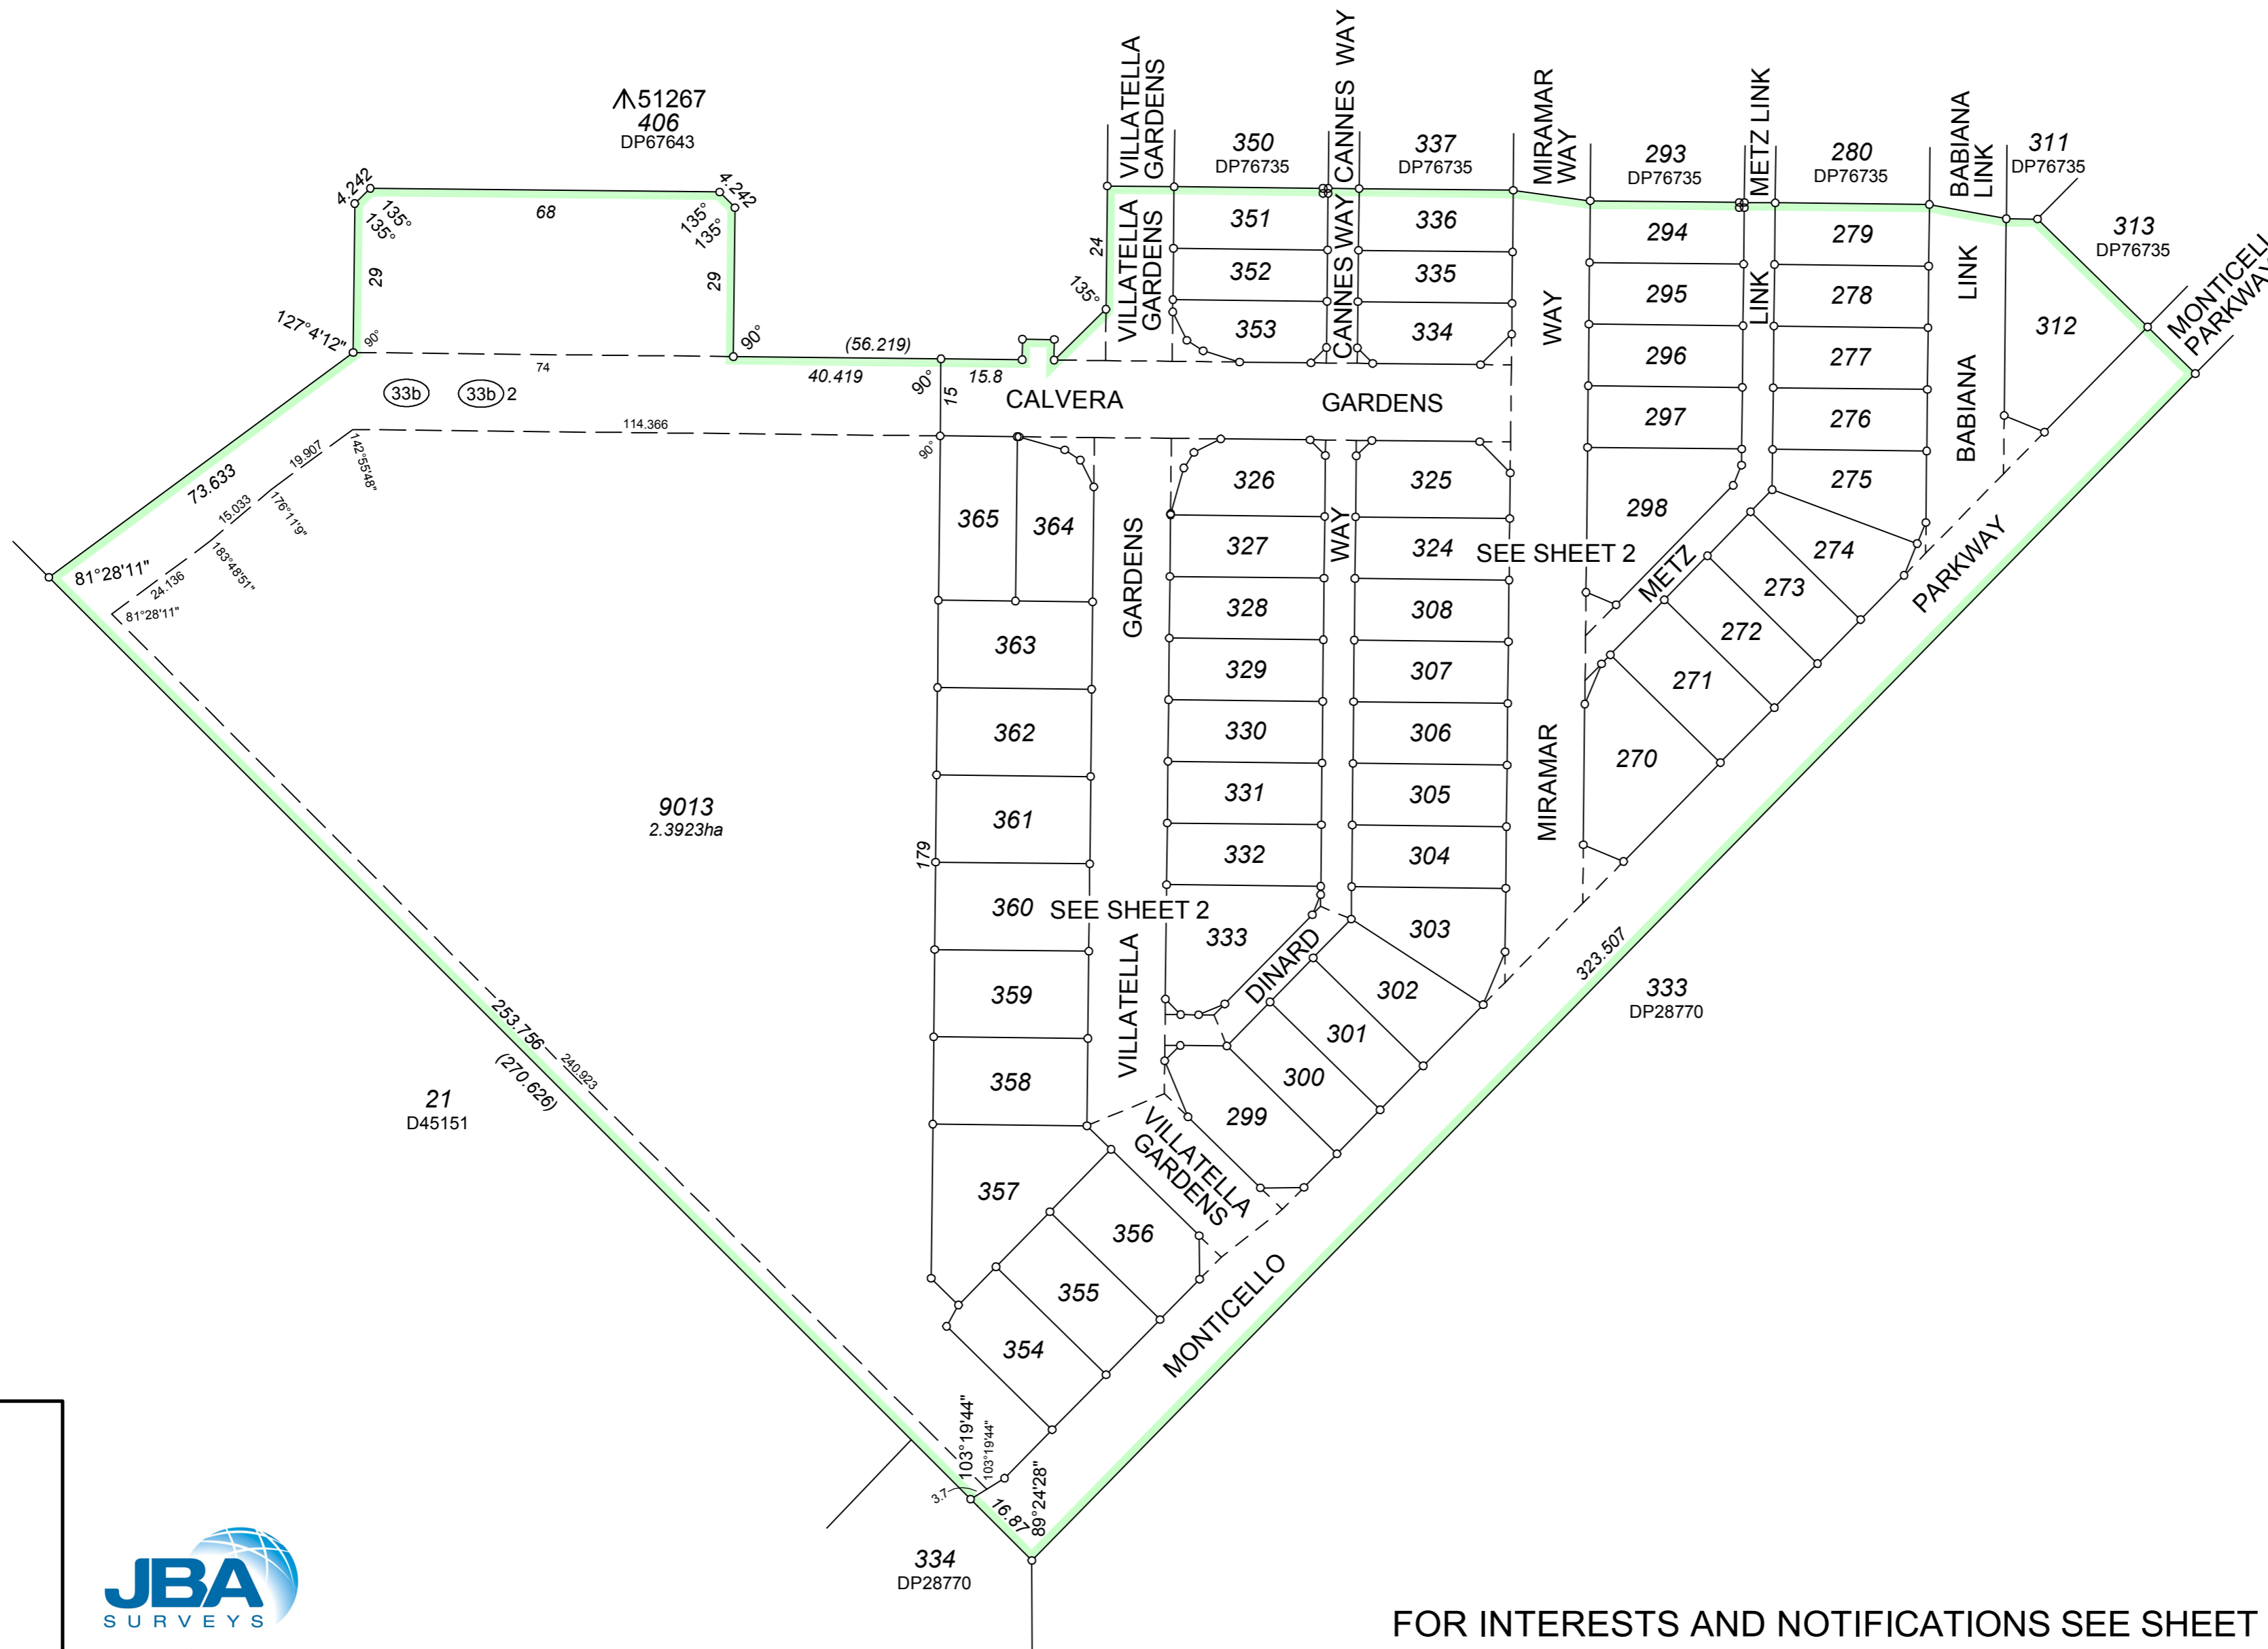 51267
406
DP67643
4.242
135°
135°
68
4.242
135°
135°
29
29
127°4'12"
90°
90°
74
(56.219)
40.419
90°
15
15.8
33b
33b 2
114.366
90°
73.633
19.907
142°55'48"
15.033
176°11'9"
183°48'51"
24.136
81°28'11"
81°28'11"
24
135°
VILLATELLA
GARDENS
VILLATELLA
GARDENS
350
DP76735
CANNES WAY
CANNES WAY
CANNES WAY
337
DP76735
MIRAMAR
WAY
293
DP76735
METZ LINK
280
DP76735
BABIANA
LINK
311
DP76735
313
DP76735
MONTICELL
PARKWAY
351
352
353
336
335
334
WAY
294
295
296
297
298
LINK
279
278
277
276
275
LINK
BABIANA
312
CALVERA
GARDENS
365
364
363
362
361
360
359
358
357
356
355
354
179
GARDENS
VILLATELLA
326
327
328
329
330
331
332
333
WAY
325
324
308
307
306
305
304
303
302
301
300
299
SEE SHEET 2
SEE SHEET 2
METZ
274
273
272
271
270
PARKWAY
MIRAMAR
DINARD
VILLATELLA
GARDENS
MONTICELLO
323.507
333
DP28770
9013
2.3923ha
253.756
(270.626)
240.923
21
D45151
103°19'44"
103°19'44"
3.7
16.87
89°24'28"
334
DP28770
JBA
SURVEYS
FOR INTERESTS AND NOTIFICATIONS SEE SHEET